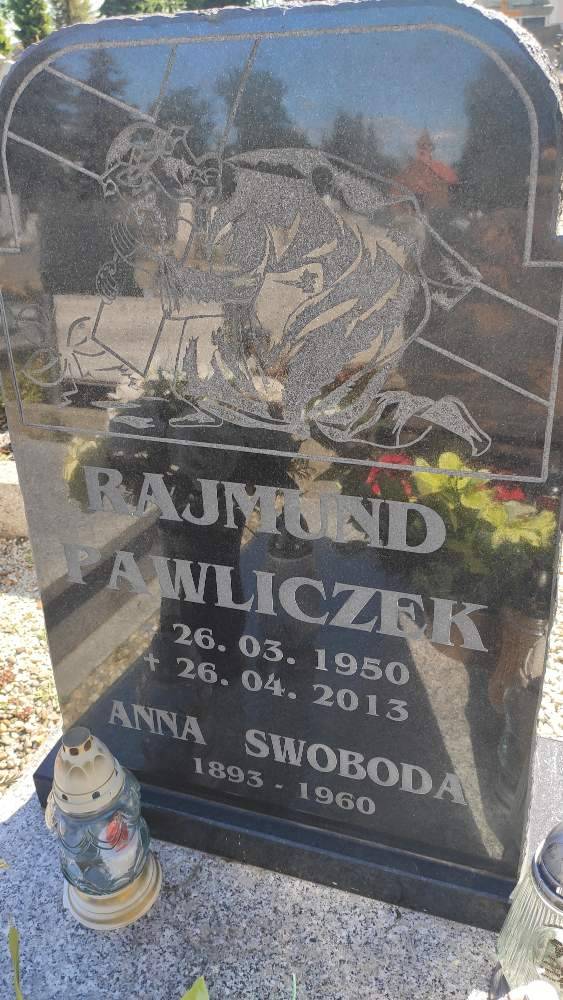 RAJMUND
PAWLICZEK
26. 03. 1950
+ 26. 04. 2013
ANNA SWOBODA
1893 - 1960